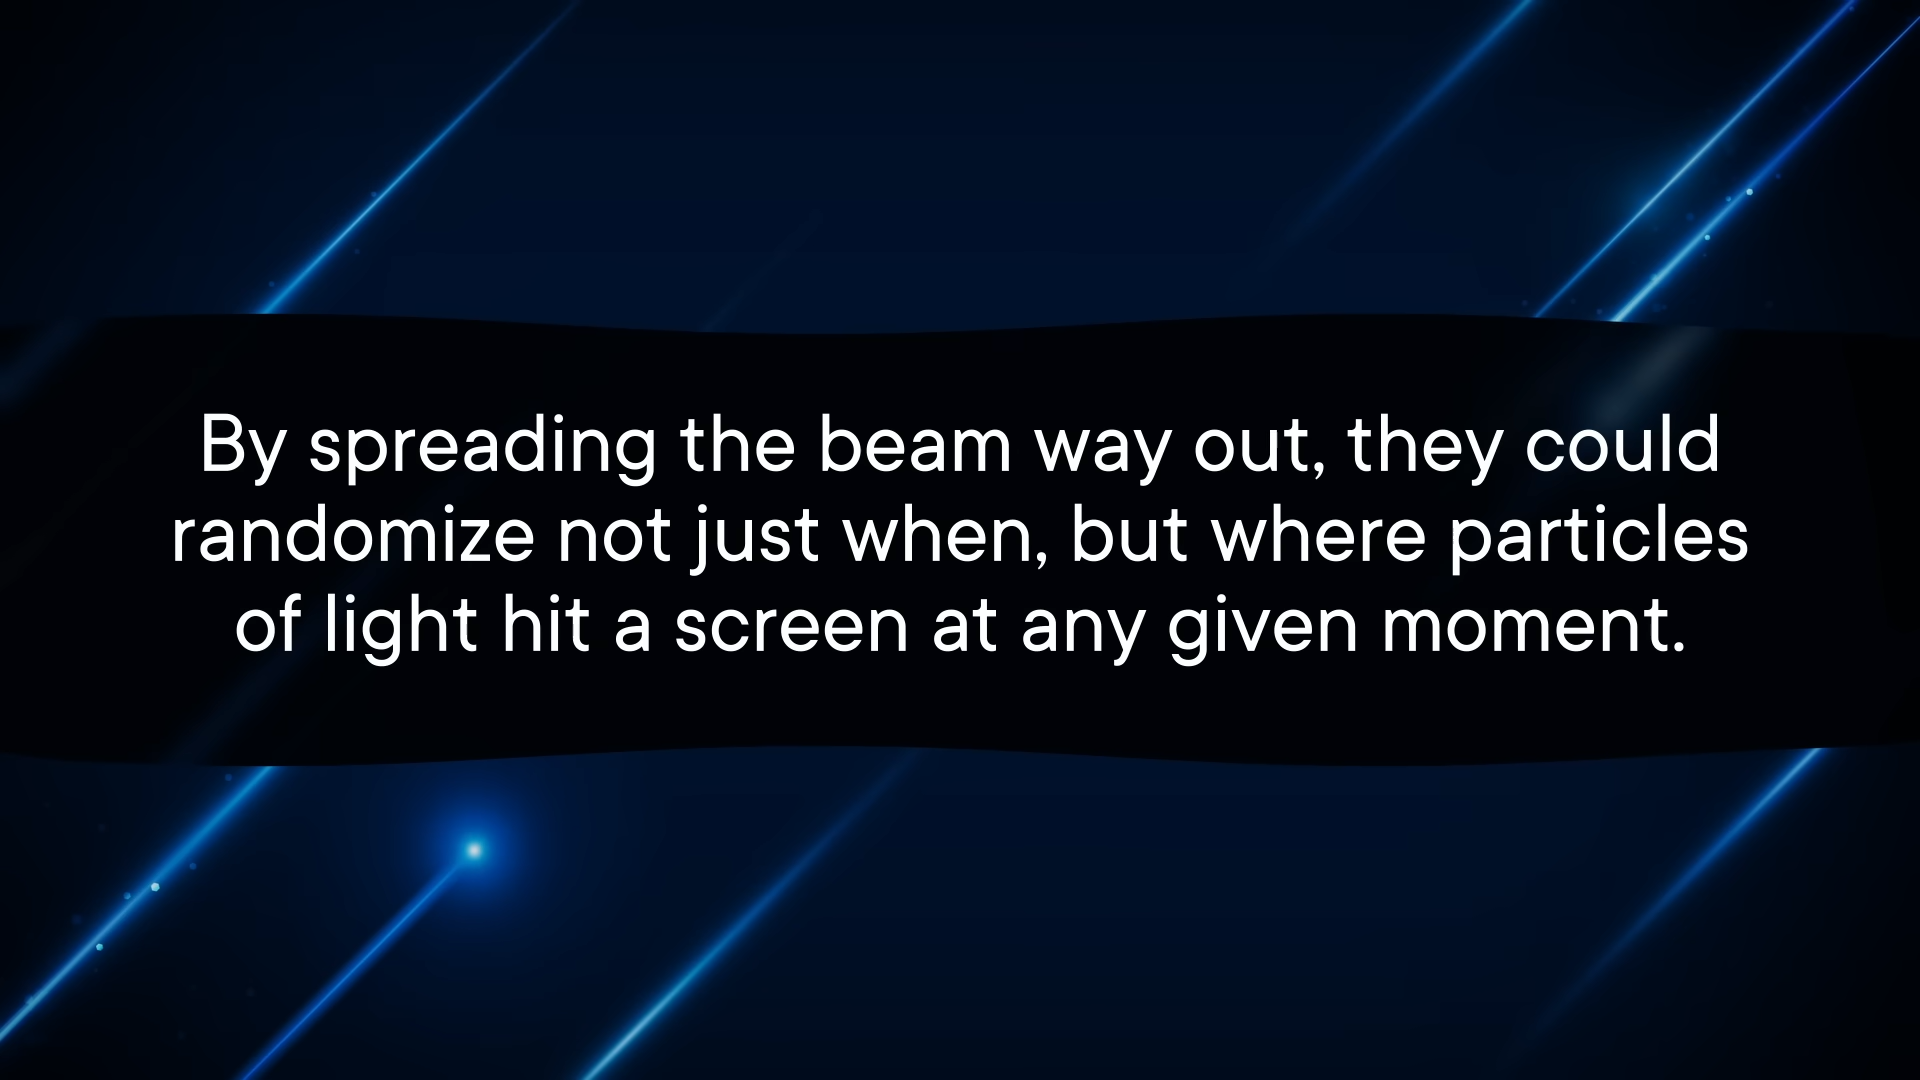 By spreading the beam way out, they could
randomize not just when, but where particles
of light hit a screen at any given moment.